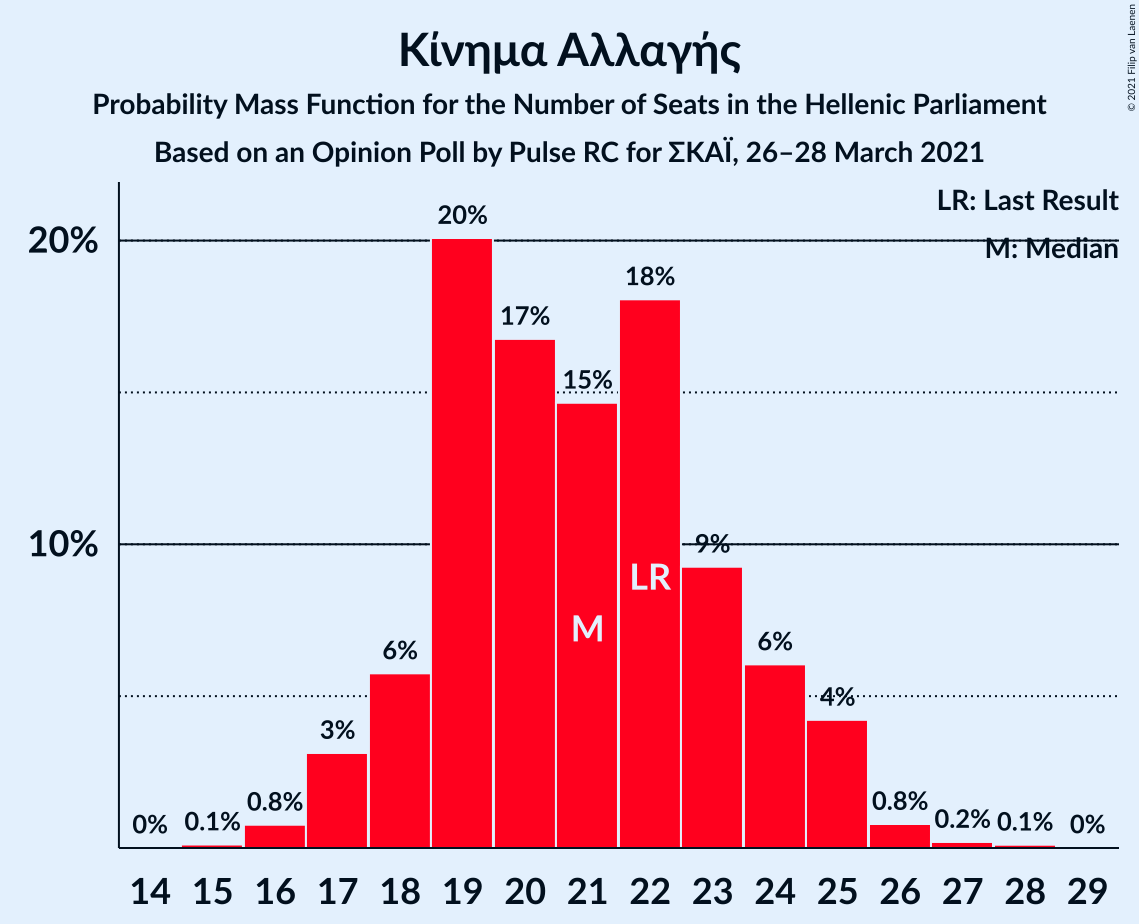 Κίνημα Αλλαγής
Probability Mass Function for the Number of Seats in the Hellenic Parliament
Based on an Opinion Poll by Pulse RC for ΣΚΑΪ, 26–28 March 2021
© 2021 Filip van Laenen
LR: Last Result
M: Median
20%
10%
0%
0.1%
0.8%
3%
6%
20%
17%
15%
18%
9%
6%
4%
0.8%
0.2%
0.1%
0%
M
LR
14 15 16 17 18 19 20 21 22 23 24 25 26 27 28 29